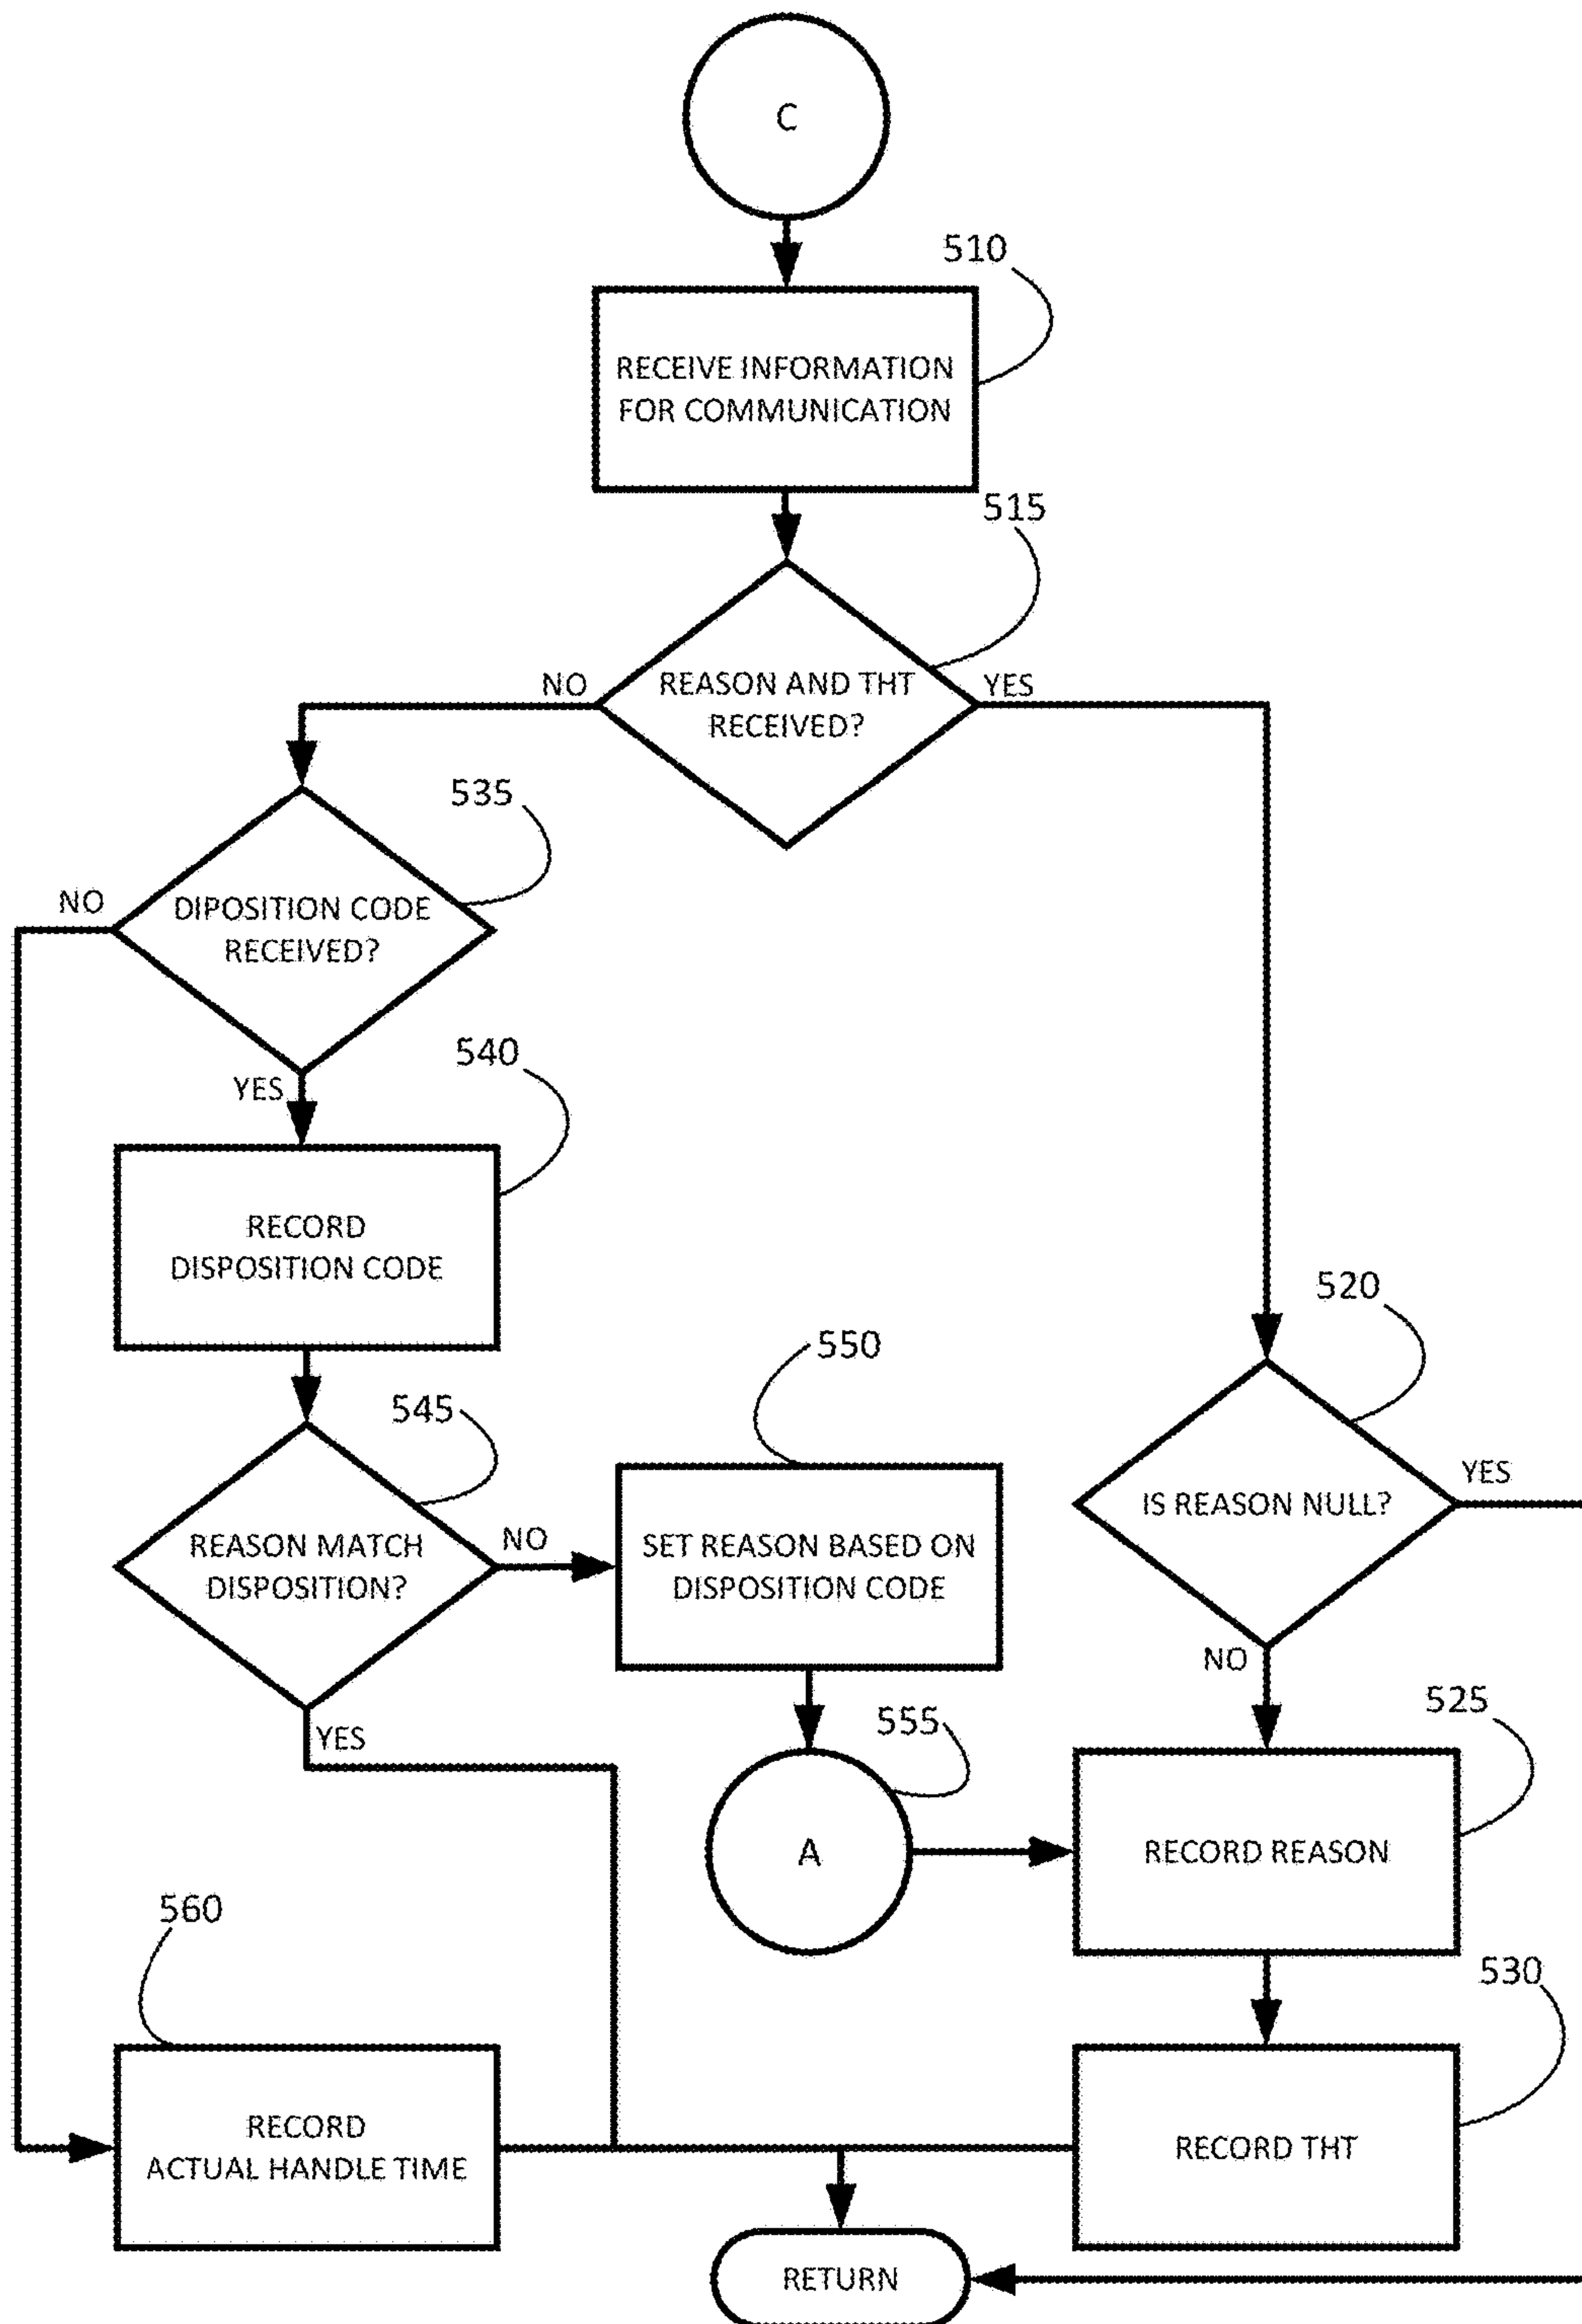 C
510
RECEIVE INFORMATION
FOR COMMUNICATION
515
NO
REASON AND THT
RECEIVED?
YES
535
NO
DIPOSITION CODE
RECEIVED?
YES
540
RECORD
DISPOSITION CODE
520
550
545
YES
IS REASON NULL?
REASON MATCH
DISPOSITION?
NO
SET REASON BASED ON
DISPOSITION CODE
NO
525
555
YES
A
RECORD REASON
560
530
RECORD
ACTUAL HANDLE TIME
RECORD THT
RETURN